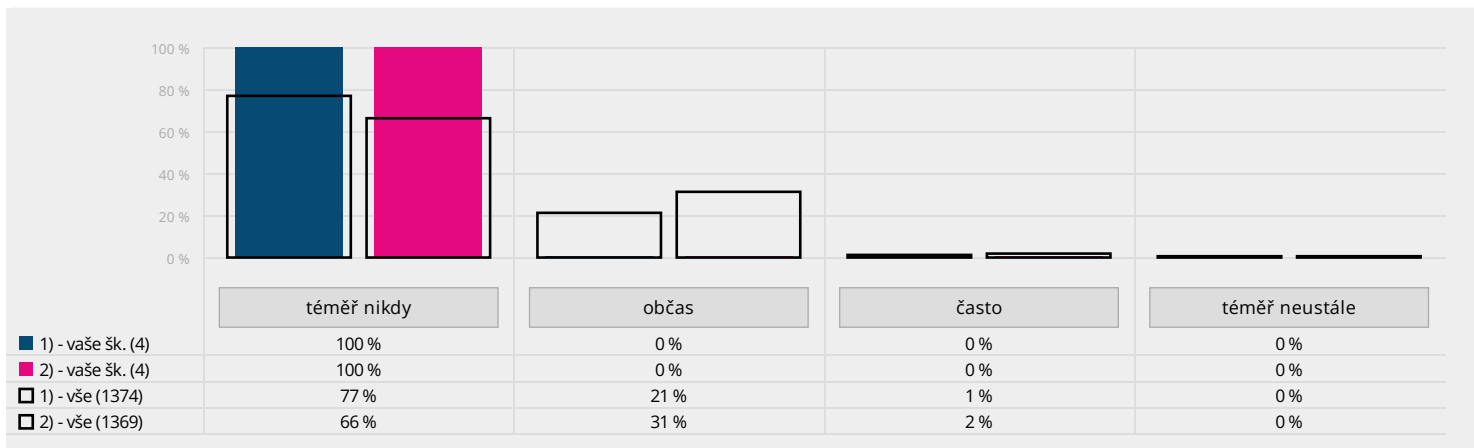 100 %
80 %
60 %
40 %
20 %
0 %
téměř nikdy občas často téměř neustále
1) - vaše šk. (4) 100 % 0 % 0 % 0 %
2) - vaše šk. (4) 100 % 0 % 0 % 0 %
1) - vše (1374) 77 % 21 % 1 % 0 %
2) - vše (1369) 66 % 31 % 2 % 0 %